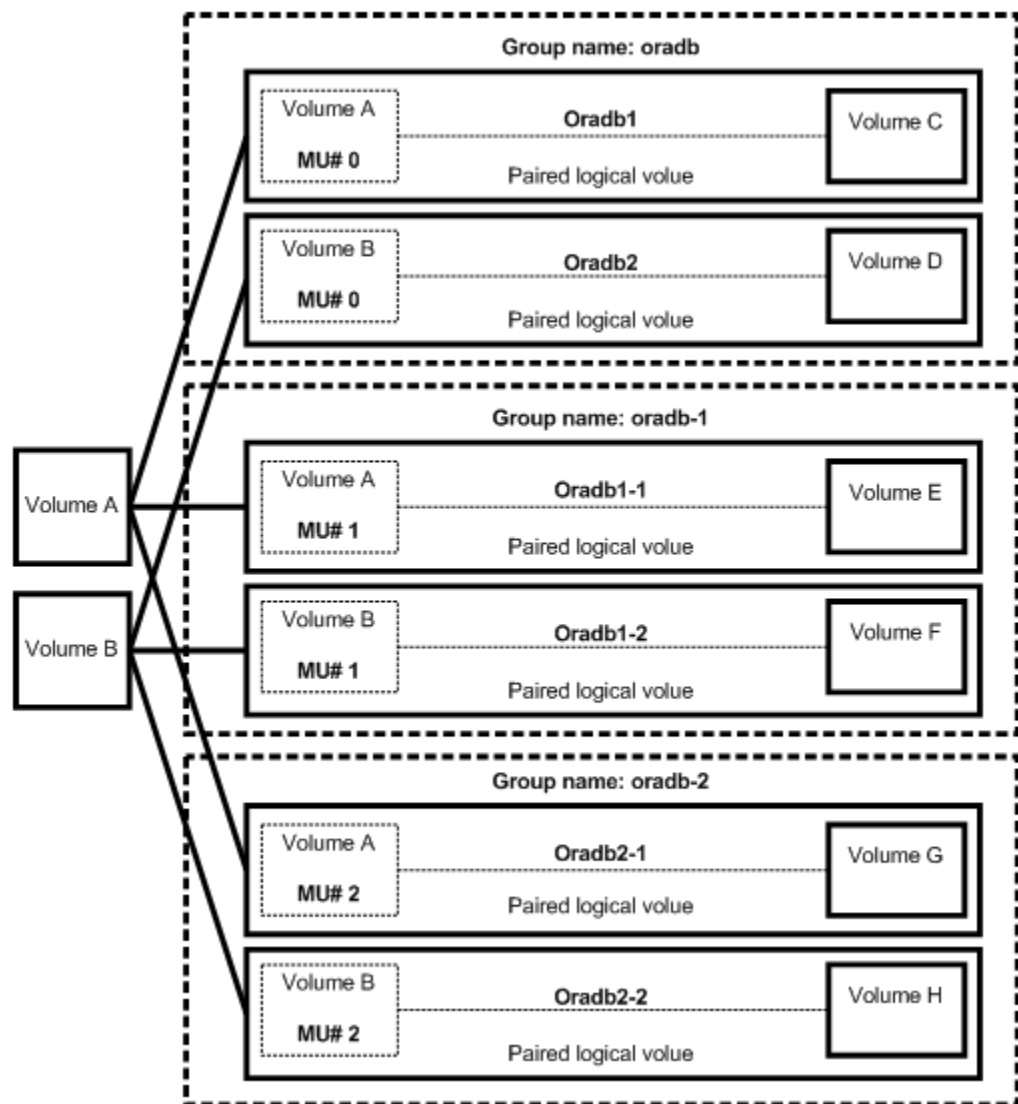 Group name: oradb
Volume A
MU# 0
Oradb1
Paired logical volue
Volume C
Volume B
MU# 0
Oradb2
Paired logical volue
Volume D
Group name: oradb-1
Volume A
Volume A
MU# 1
Oradb1-1
Paired logical volue
Volume E
Volume B
Volume B
MU# 1
Oradb1-2
Paired logical volue
Volume F
Group name: oradb-2
Volume A
MU# 2
Oradb2-1
Paired logical volue
Volume G
Volume B
MU# 2
Oradb2-2
Paired logical volue
Volume H